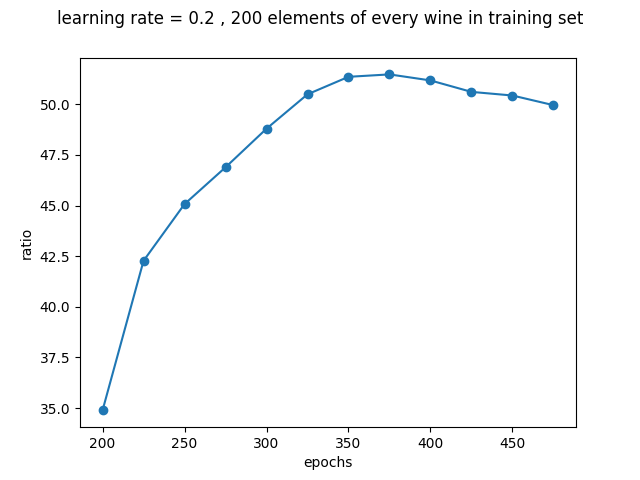 learning rate = 0.2 , 200 elements of every wine in training set
50.0
47.5
45.0
42.5
40.0
37.5
35.0
ratio
200 250 300 350 400 450
epochs